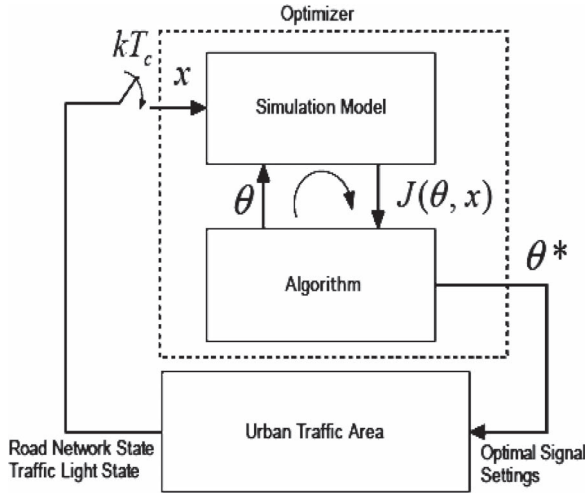 Optimizer
kT_c
x
Simulation Model
θ
J(θ, x)
θ*
Algorithm
Urban Traffic Area
Road Network State
Traffic Light State
Optimal Signal
Settings